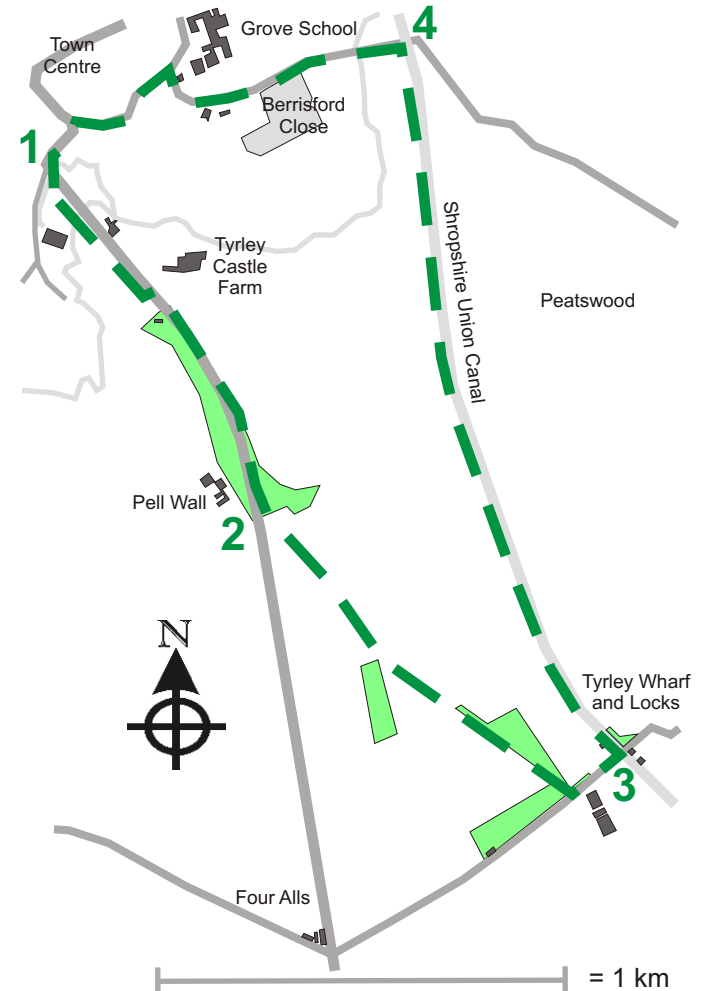 4
Grove School
Town
Centre
Berrisford
Close
1
Tyrley
Castle
Farm
Shropshire Union Canal
Peatswood
Pell Wall
2
N
Tyrley Wharf
and Locks
3
Four Alls
= 1 km